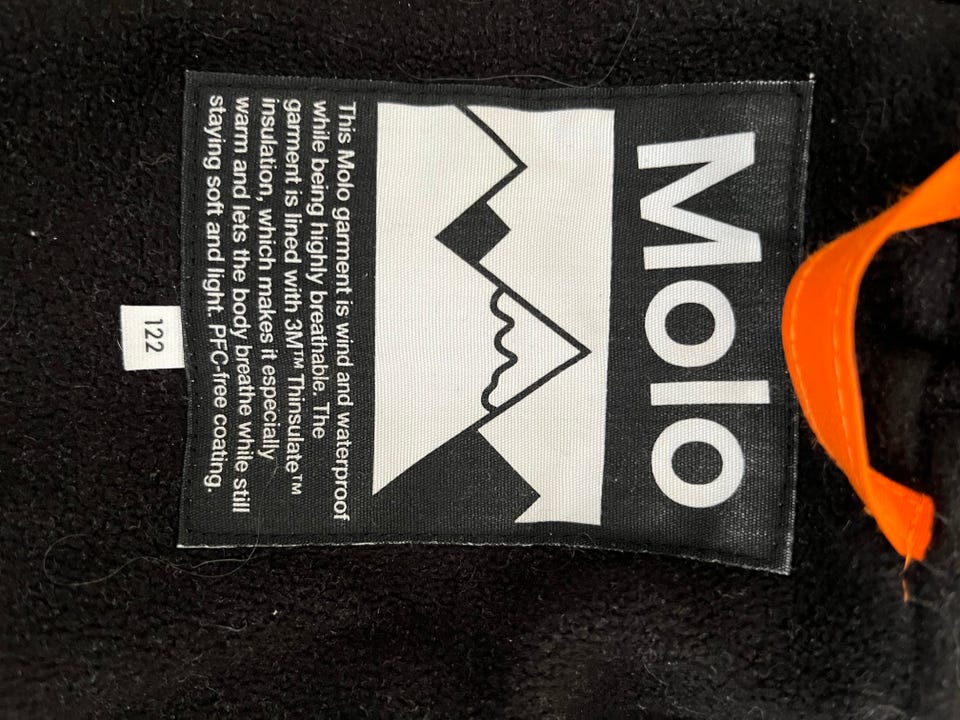 Molo
This Molo garment is wind and waterproof
while being highly breathable. The
garment is lined with 3M™ Thinsulate™
insulation, which makes it especially
warm and lets the body breathe while still
staying soft and light. PFC-free coating.
122